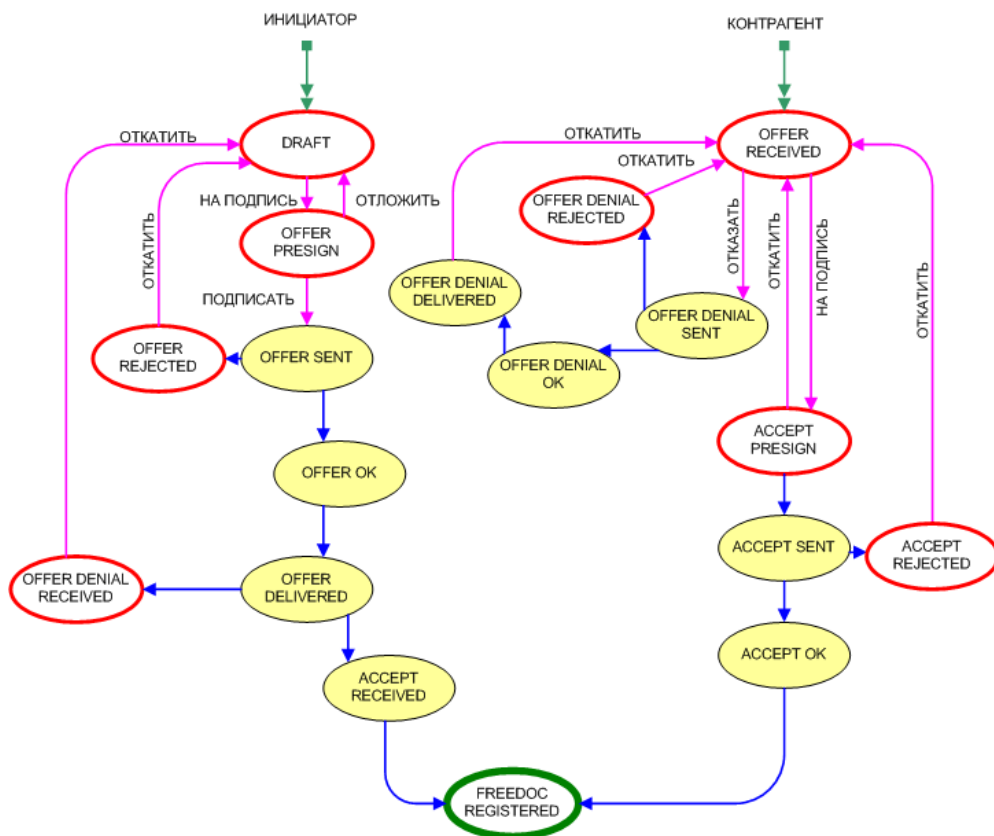 ИНИЦИАТОР
КОНТРАГЕНТ
ОТКАТИТЬ
DRAFT
НА ПОДПИСЬ
ОТЛОЖИТЬ
OFFER
PRESIGN
ОТКАТИТЬ
ПОДПИСАТЬ
OFFER SENT
OFFER
REJECTED
OFFER OK
OFFER
DELIVERED
OFFER DENIAL
RECEIVED
ACCEPT
RECEIVED
ОТКАТИТЬ
OFFER
RECEIVED
ОТКАТИТЬ
OFFER DENIAL
REJECTED
ОТКАЗАТЬ
ОТКАТИТЬ
НА ПОДПИСЬ
ОТКАТИТЬ
OFFER DENIAL
DELIVERED
OFFER DENIAL
SENT
OFFER DENIAL
OK
ACCEPT
PRESIGN
ACCEPT SENT
ACCEPT
REJECTED
ACCEPT OK
FREEDOC
REGISTERED